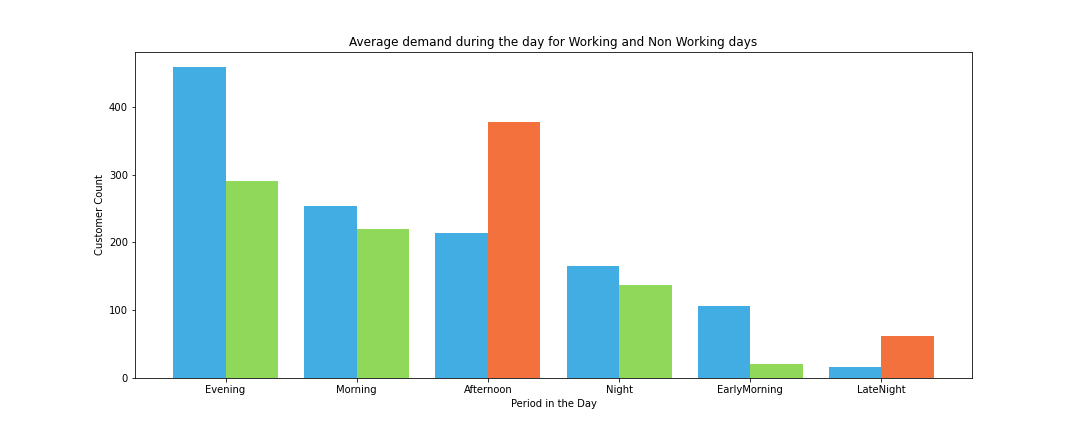 Average demand during the day for Working and Non Working days
Customer Count
400
300
200
100
0
Evening Morning Afternoon Night EarlyMorning LateNight
Period in the Day